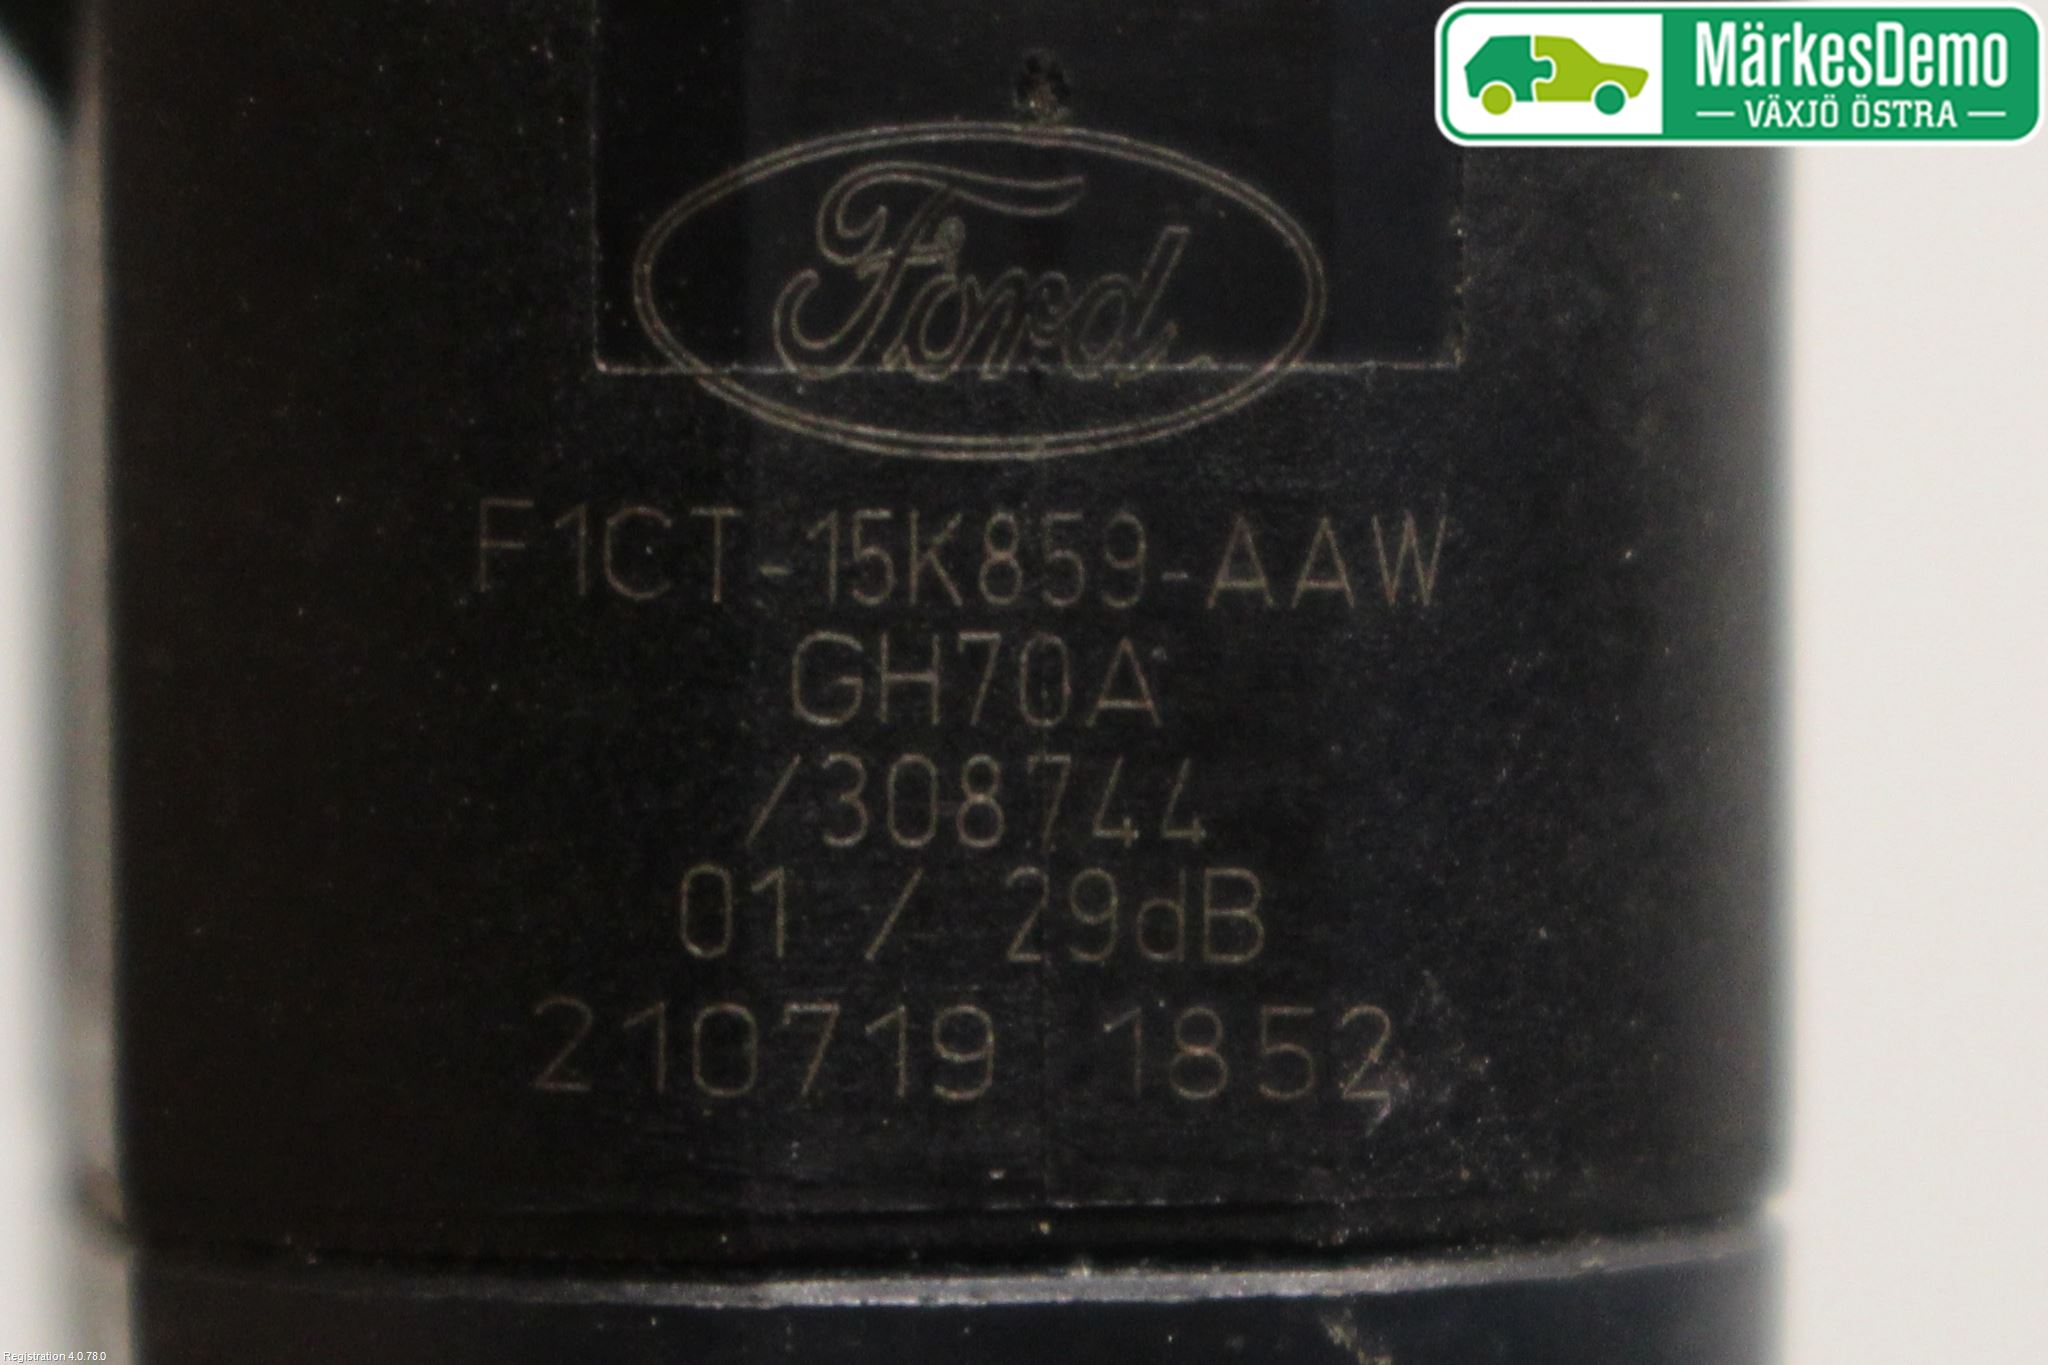 MärkesDemo
VÄXJÖ ÖSTRA
Ford
F1CT-15K859-AAW
GH70A
/308744
01 / 29dB
210719 1852
Registration 4.0.78.0